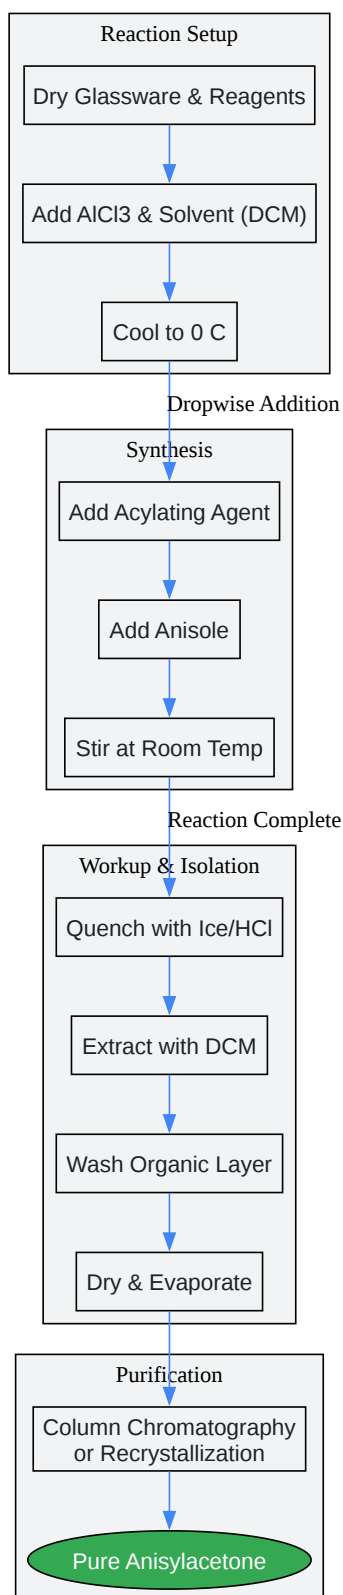 Reaction Setup
Dry Glassware & Reagents
Add AlCl3 & Solvent (DCM)
Cool to 0 C
Dropwise Addition
Synthesis
Add Acylating Agent
Add Anisole
Stir at Room Temp
Reaction Complete
Workup & Isolation
Quench with Ice/HCl
Extract with DCM
Wash Organic Layer
Dry & Evaporate
Purification
Column Chromatography
or Recrystallization
Pure Anisylacetone